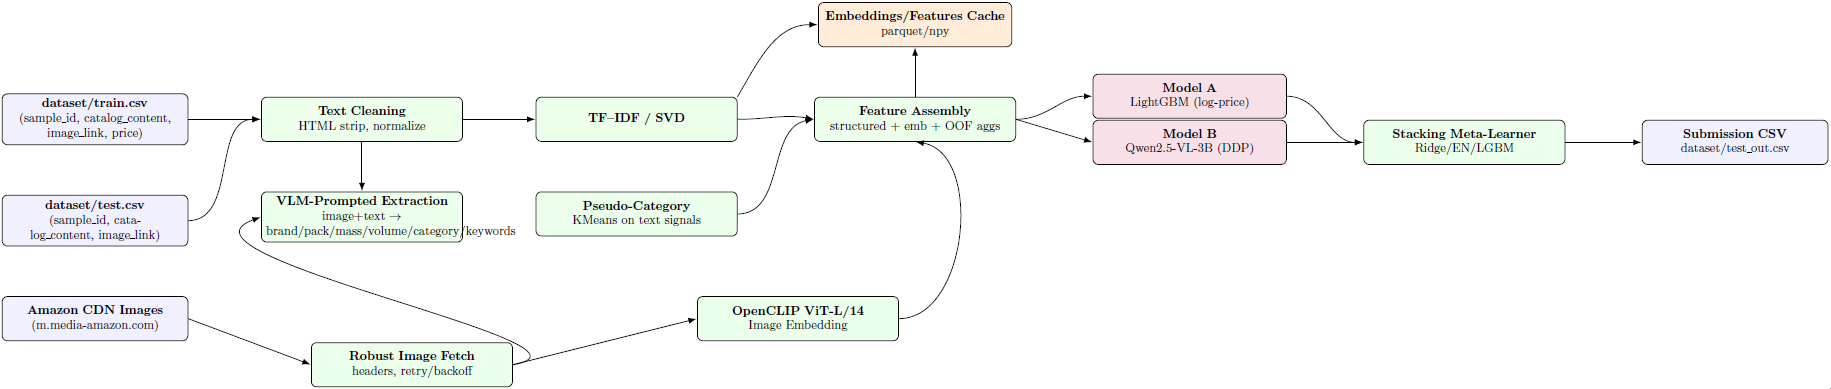 Embeddings/Features Cache
parquet/npy
dataset/train.csv
(sample_id, catalog_content,
image_link, price)
Text Cleaning
HTML strip, normalize
TF–IDF / SVD
Feature Assembly
structured + emb + OOF aggs
Model A
LightGBM (log-price)
Model B
Qwen2.5-VL-3B (DDP)
Stacking Meta-Learner
Ridge/EN/LGBM
Submission CSV
dataset/test_out.csv
dataset/test.csv
(sample_id, cata-
log_content, image_link)
VLM-Prompted Extraction
image+text →
brand/pack/mass/volume/category/keywords
Pseudo-Category
KMeans on text signals
Amazon CDN Images
(m.media-amazon.com)
OpenCLIP ViT-L/14
Image Embedding
Robust Image Fetch
headers, retry/backoff